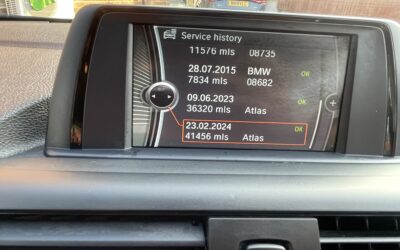 Service history
11576 mls 08735
28.07.2015 BMW OK
7834 mls 08682
09.06.2023 OK
36320 mls Atlas
23.02.2024 OK
41456 mls Atlas